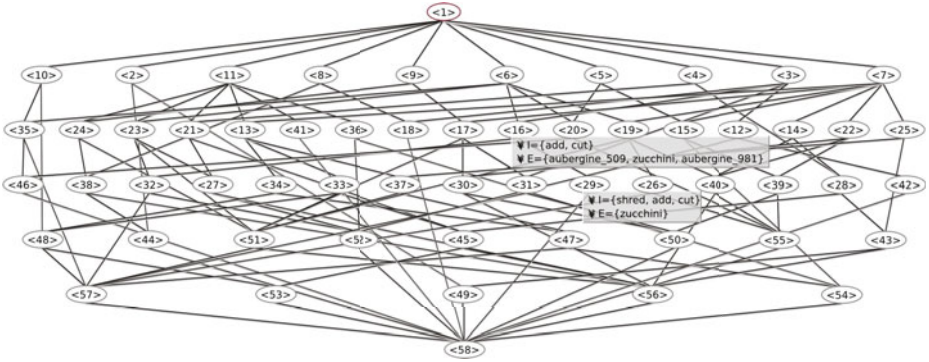 <1>
<10> <2> <11> <8> <9> <6> <5> <4> <3> <7>
<35> <24> <23> <21> <13> <41> <36> <18> <17> <16> <20> <19> <15> <12> <14> <22> <25>
I={add, cut}
E={aubergine_509, zucchini, aubergine_981}
<46> <38> <32> <27> <34> <33> <37> <30> <31> <29> <26> <40> <39> <28> <42>
I={shred, add, cut}
E={zucchini}
<48> <44> <51> <52> <45> <47> <50> <55> <43>
<57> <53> <49> <56> <54>
<58>